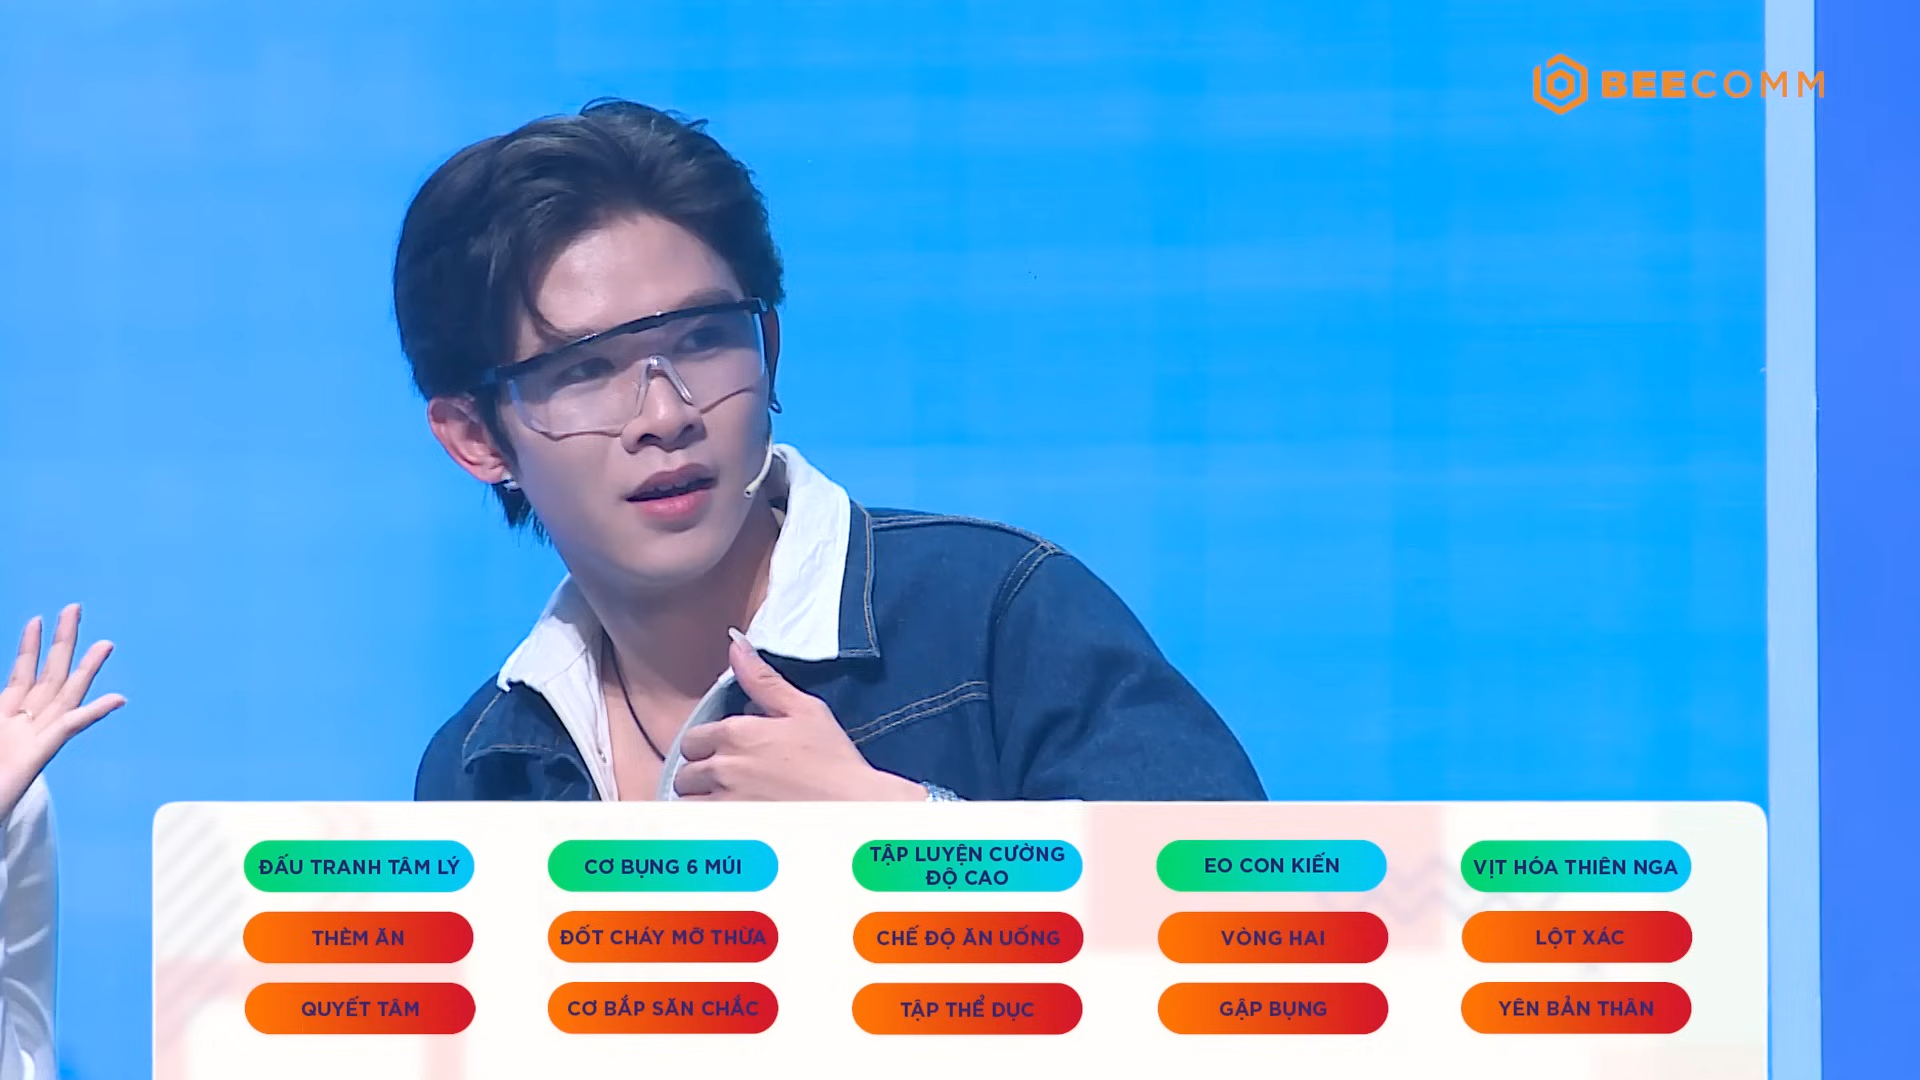 BEECOMM
ĐẤU TRANH TÂM LÝ
CƠ BỤNG 6 MÚI
TẬP LUYỆN CƯỜNG
ĐỘ CAO
EO CON KIẾN
VỊT HÓA THIÊN NGA
THÈM ĂN
ĐỐT CHÁY MỠ THỪA
CHẾ ĐỘ ĂN UỐNG
VÒNG HAI
LỘT XÁC
QUYẾT TÂM
CƠ BẮP SĂN CHẮC
TẬP THỂ DỤC
GẬP BỤNG
YÊN BẢN THÂN